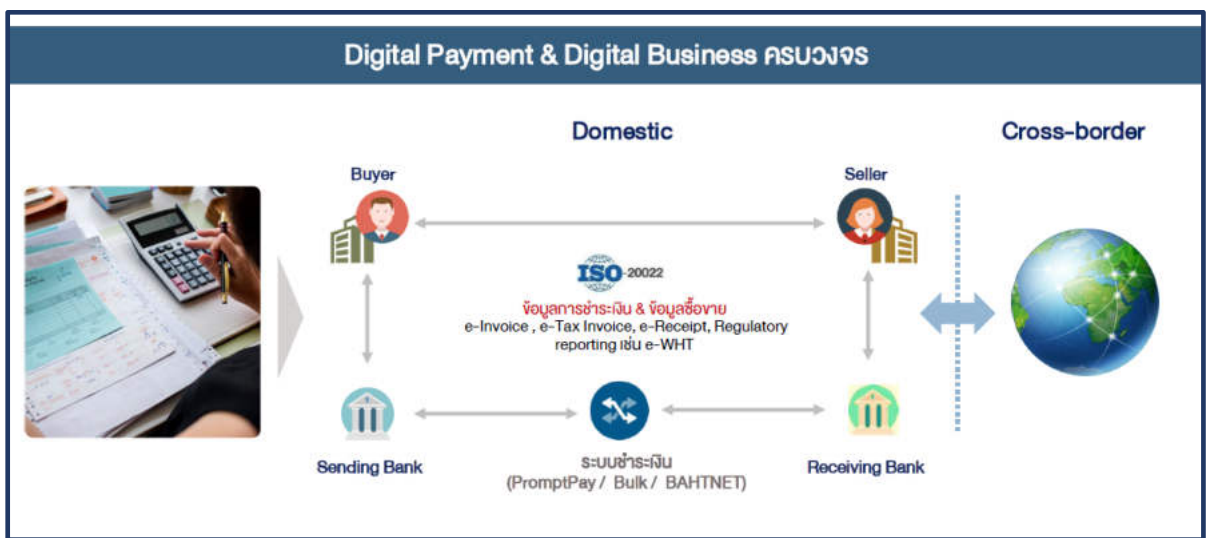 Digital Payment & Digital Business ครบวงจร
Domestic
Cross-border
Buyer
Seller
ISO-20022
ข้อมูลการชำระเงิน & ข้อมูลซื้อขาย
e-Invoice , e-Tax Invoice, e-Receipt, Regulatory
reporting เช่น e-WHT
Sending Bank
ระบบชำระเงิน
(PromptPay / Bulk / BAHTNET)
Receiving Bank